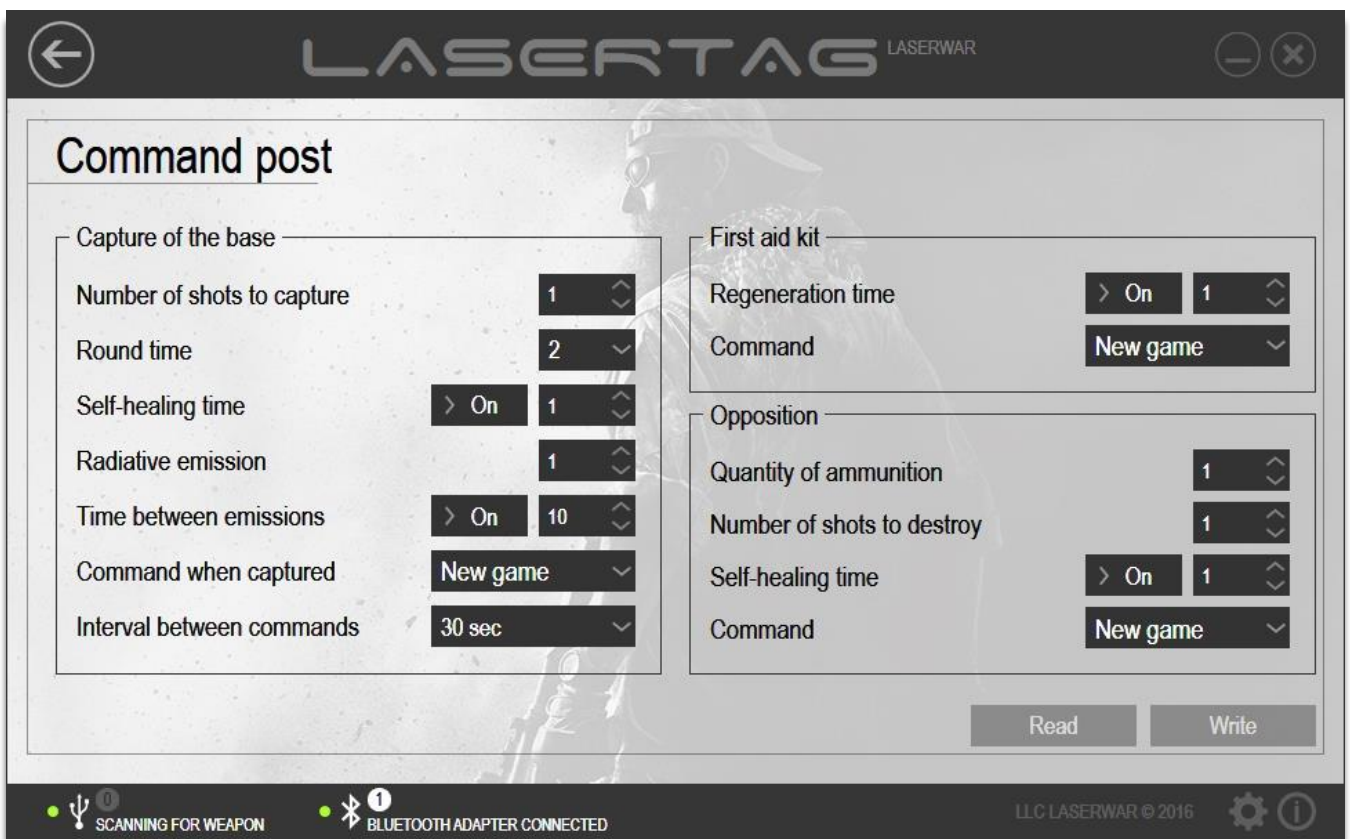 LASERTAG LASERWAR
Command post
Capture of the base
Number of shots to capture 1
Round time 2
Self-healing time > On 1
Radiative emission 1
Time between emissions > On 10
Command when captured New game
Interval between commands 30 sec
First aid kit
Regeneration time > On 1
Command New game
Opposition
Quantity of ammunition 1
Number of shots to destroy 1
Self-healing time > On 1
Command New game
Read Write
0 SCANNING FOR WEAPON 1 BLUETOOTH ADAPTER CONNECTED LLC LASERWAR © 2016